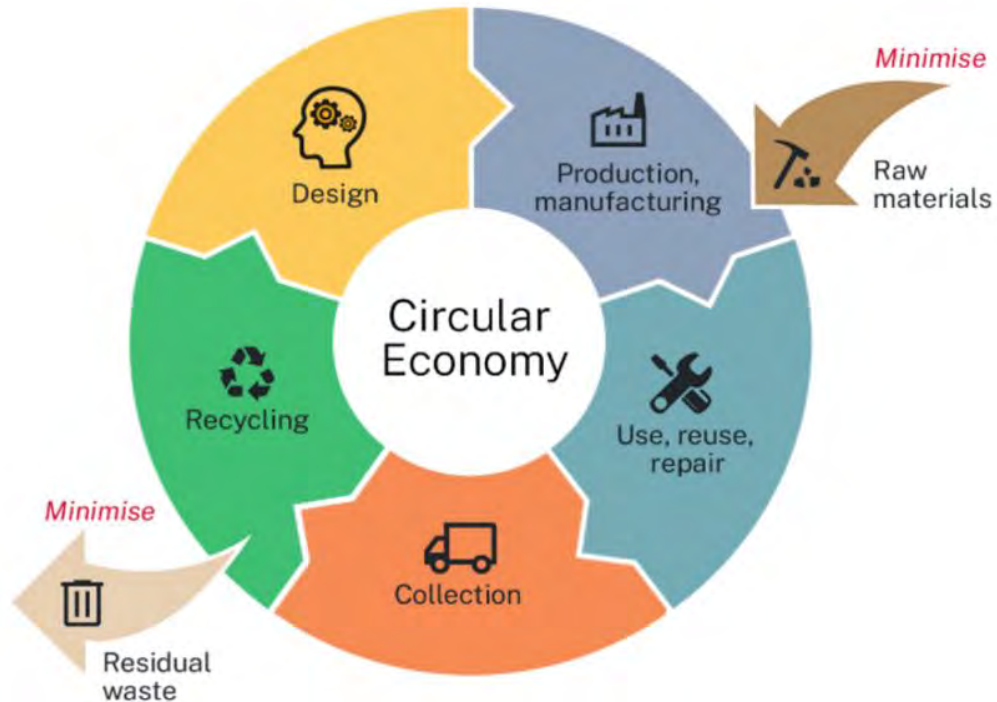 Minimise
Raw
materials
Design
Production,
manufacturing
Circular
Economy
Recycling
Use, reuse,
repair
Minimise
Collection
Residual
waste